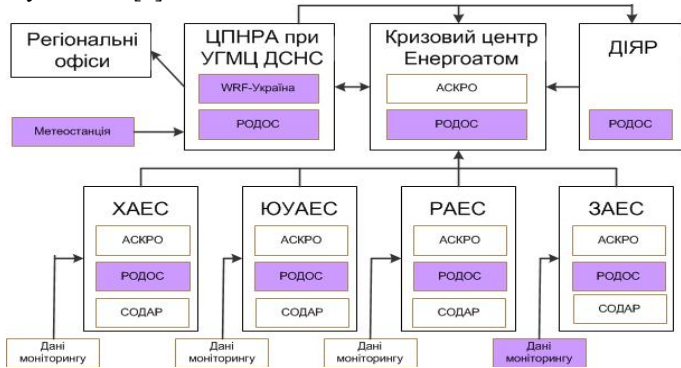 Регіональні
офіси
ЦПНРА при
УГМЦ ДСНС
WRF-Україна
РОДОС
Кризовий центр
Енергоатом
АСКРО
РОДОС
ДІЯР
РОДОС
Метеостанція
ХАЕС
АСКРО
РОДОС
СОДАР
ЮУАЕС
АСКРО
РОДОС
СОДАР
РАЕС
АСКРО
РОДОС
СОДАР
ЗАЕС
АСКРО
РОДОС
СОДАР
Дані
моніторингу
Дані
моніторингу
Дані
моніторингу
Дані
моніторингу